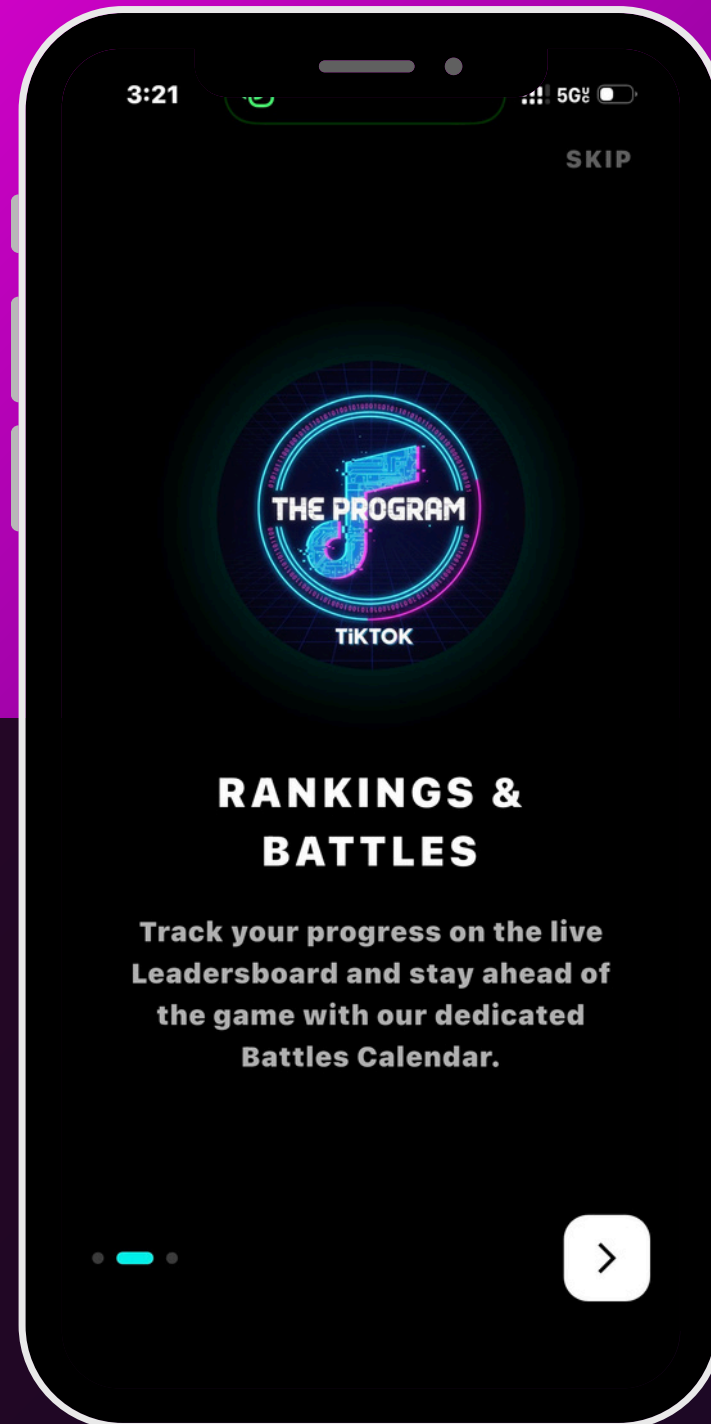 3:21
5G
SKIP
THE PROGRAM
TiKTOK
RANKINGS &
BATTLES
Track your progress on the live
Leadersboard and stay ahead of
the game with our dedicated
Battles Calendar.